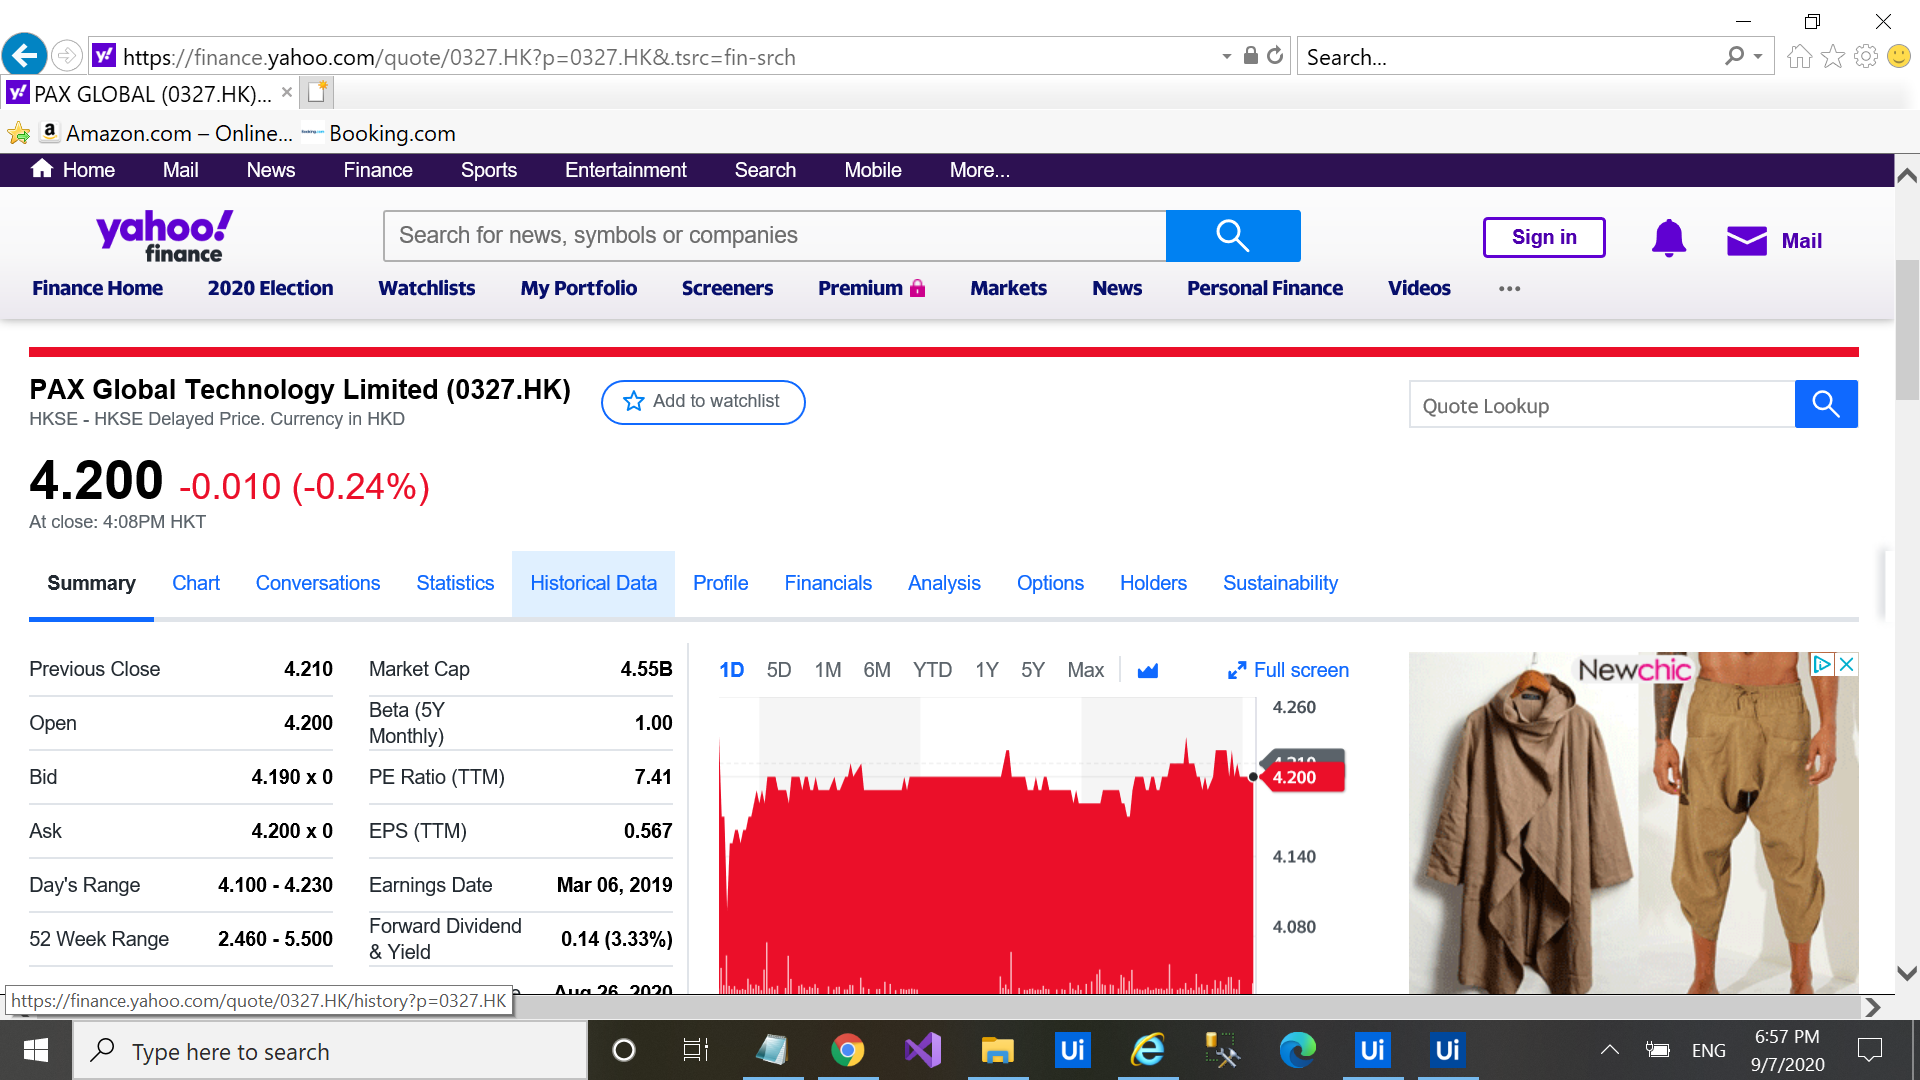 https://finance.yahoo.com/quote/0327.HK?p=0327.HK&.tsrc=fin-srch
Search...
PAX GLOBAL (0327.HK)...
Amazon.com – Online...
Booking.com
Home Mail News Finance Sports Entertainment Search Mobile More...
yahoo!
finance
Search for news, symbols or companies
Sign in
Mail
Finance Home 2020 Election Watchlists My Portfolio Screeners Premium Markets News Personal Finance Videos ...
PAX Global Technology Limited (0327.HK)
HKSE - HKSE Delayed Price. Currency in HKD
Add to watchlist
Quote Lookup
4.200 -0.010 (-0.24%)
At close: 4:08PM HKT
Summary Chart Conversations Statistics Historical Data Profile Financials Analysis Options Holders Sustainability
Previous Close 4.210
Open 4.200
Bid 4.190 x 0
Ask 4.200 x 0
Day's Range 4.100 - 4.230
52 Week Range 2.460 - 5.500
Market Cap 4.55B
Beta (5Y
Monthly) 1.00
PE Ratio (TTM) 7.41
EPS (TTM) 0.567
Earnings Date Mar 06, 2019
Forward Dividend
& Yield 0.14 (3.33%)
Aug 26, 2020
1D 5D 1M 6M YTD 1Y 5Y Max
Full screen
4.260
4.210
4.200
4.140
4.080
Newchic
https://finance.yahoo.com/quote/0327.HK/history?p=0327.HK
Type here to search
Ui
Ui
Ui
ENG
6:57 PM
9/7/2020